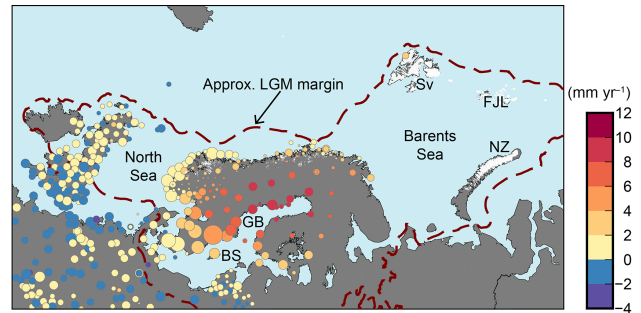 Approx. LGM margin
Sv
FJL
(mm yr⁻¹)
Barents
Sea
NZ
North
Sea
GB
BS
12
10
8
6
4
2
0
−2
−4